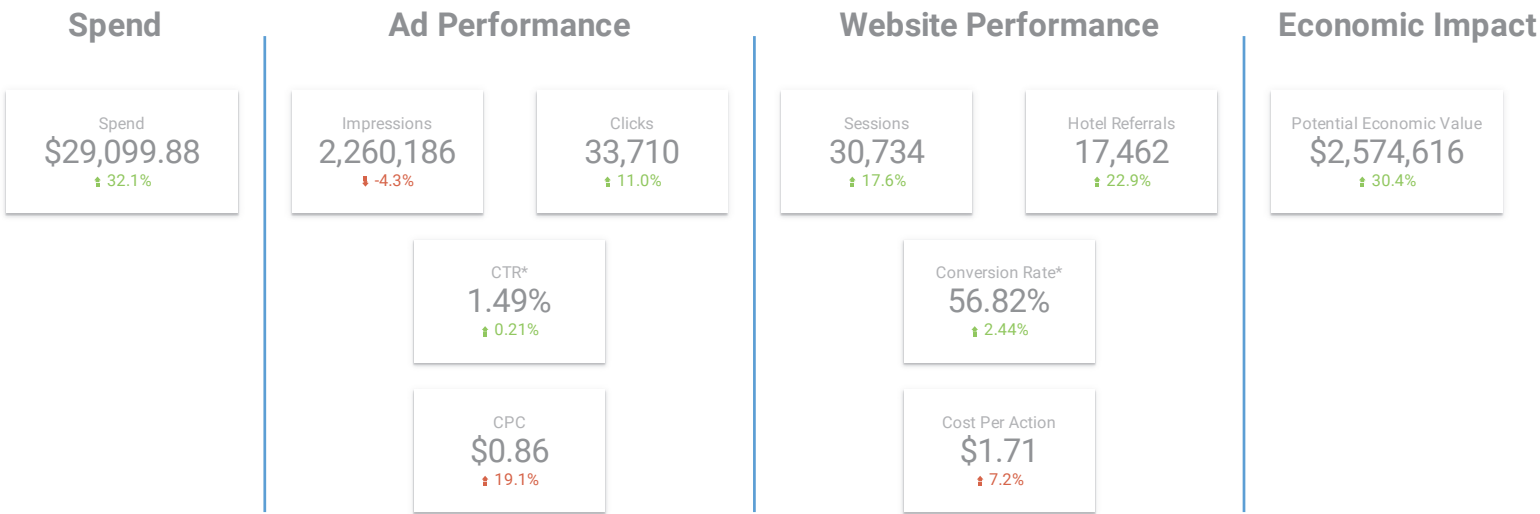 Spend
Spend
$29,099.88
32.1%
Ad Performance
Impressions
2,260,186
-4.3%
Clicks
33,710
11.0%
CTR*
1.49%
0.21%
CPC
$0.86
19.1%
Website Performance
Sessions
30,734
17.6%
Hotel Referrals
17,462
22.9%
Conversion Rate*
56.82%
2.44%
Cost Per Action
$1.71
7.2%
Economic Impact
Potential Economic Value
$2,574,616
30.4%